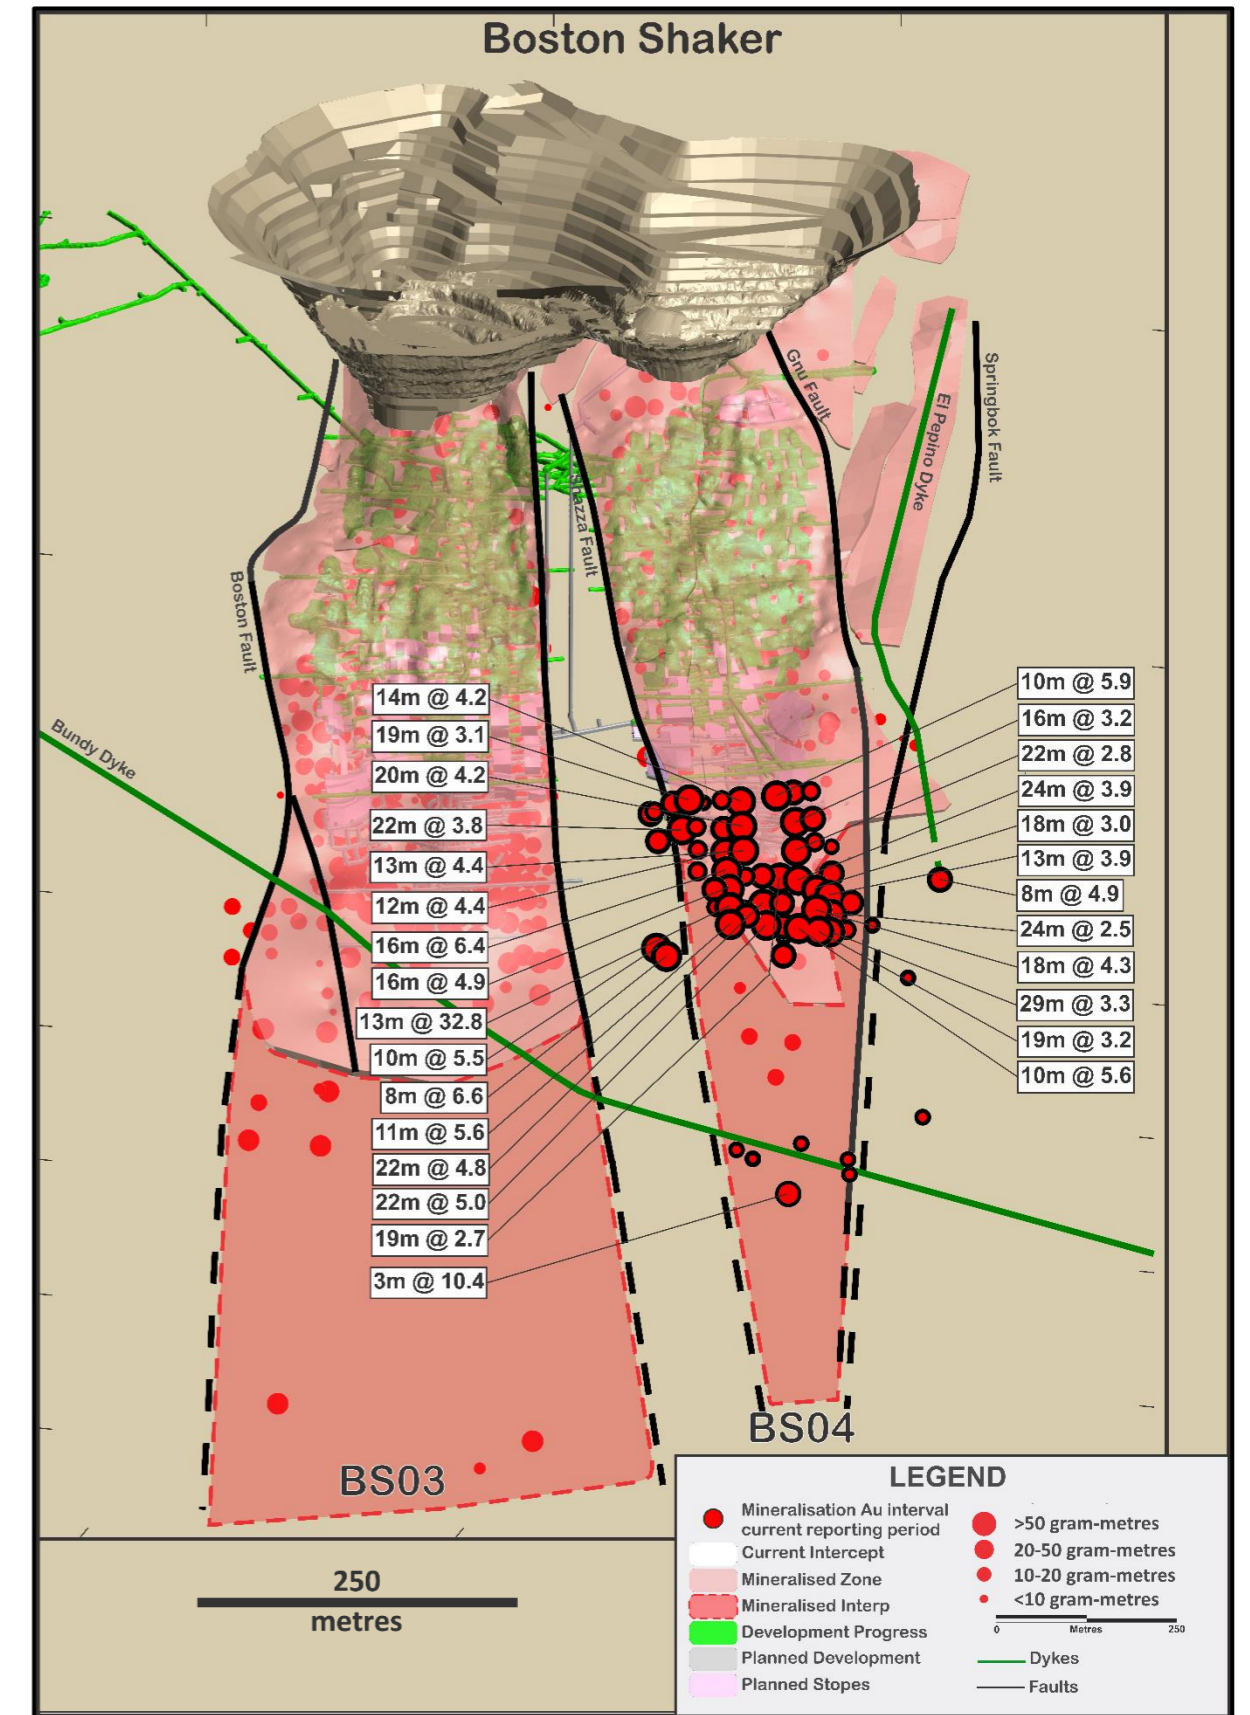 Boston Shaker
Gnu Fault
Springbok Fault
El Pepino Dyke
Shazza Fault
Boston Fault
Bundy Dyke
14m @ 4.2
19m @ 3.1
20m @ 4.2
22m @ 3.8
13m @ 4.4
12m @ 4.4
16m @ 6.4
16m @ 4.9
13m @ 32.8
10m @ 5.5
8m @ 6.6
11m @ 5.6
22m @ 4.8
22m @ 5.0
19m @ 2.7
3m @ 10.4
10m @ 5.9
16m @ 3.2
22m @ 2.8
24m @ 3.9
18m @ 3.0
13m @ 3.9
8m @ 4.9
24m @ 2.5
18m @ 4.3
29m @ 3.3
19m @ 3.2
10m @ 5.6
BS04
BS03
250
metres
LEGEND
Mineralisation Au interval
current reporting period
Current Intercept
Mineralised Zone
Mineralised Interp
Development Progress
Planned Development
Planned Stopes
>50 gram-metres
20-50 gram-metres
10-20 gram-metres
<10 gram-metres
0 Metres 250
Dykes
Faults